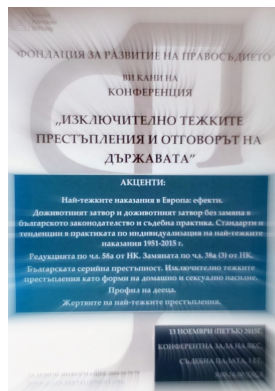 ФОНДАЦИЯ ЗА РАЗВИТИЕ НА ПРАВОСЪДИЕТО
ВИ КАНИ НА
КОНФЕРЕНЦИЯ
„ИЗКЛЮЧИТЕЛНО ТЕЖКИТЕ
ПРЕСТЪПЛЕНИЯ И ОТГОВОРЪТ НА
ДЪРЖАВАТА”
АКЦЕНТИ:
Най-тежките наказания в Европа: ефекти.
Доживотният затвор и доживотният затвор без замяна в
българското законодателство и съдебна практика. Стандарти и
тенденции в практиката по индивидуализация на най-тежките
наказания 1951-2015 г.
Редукцията по чл. 58а от НК. Замяната по чл. 38а (3) от НК.
Българската серийна престъпност. Изключително тежките
престъпления като форми на домашно и сексуално насилие.
Профил на дееца.
Жертвите на най-тежките престъпления.
13 НОЕМВРИ (ПЕТЪК) 2015Г.
КОНФЕРЕНТНА ЗАЛА НА ВКС,
СЪДЕБНА ПАЛАТА,